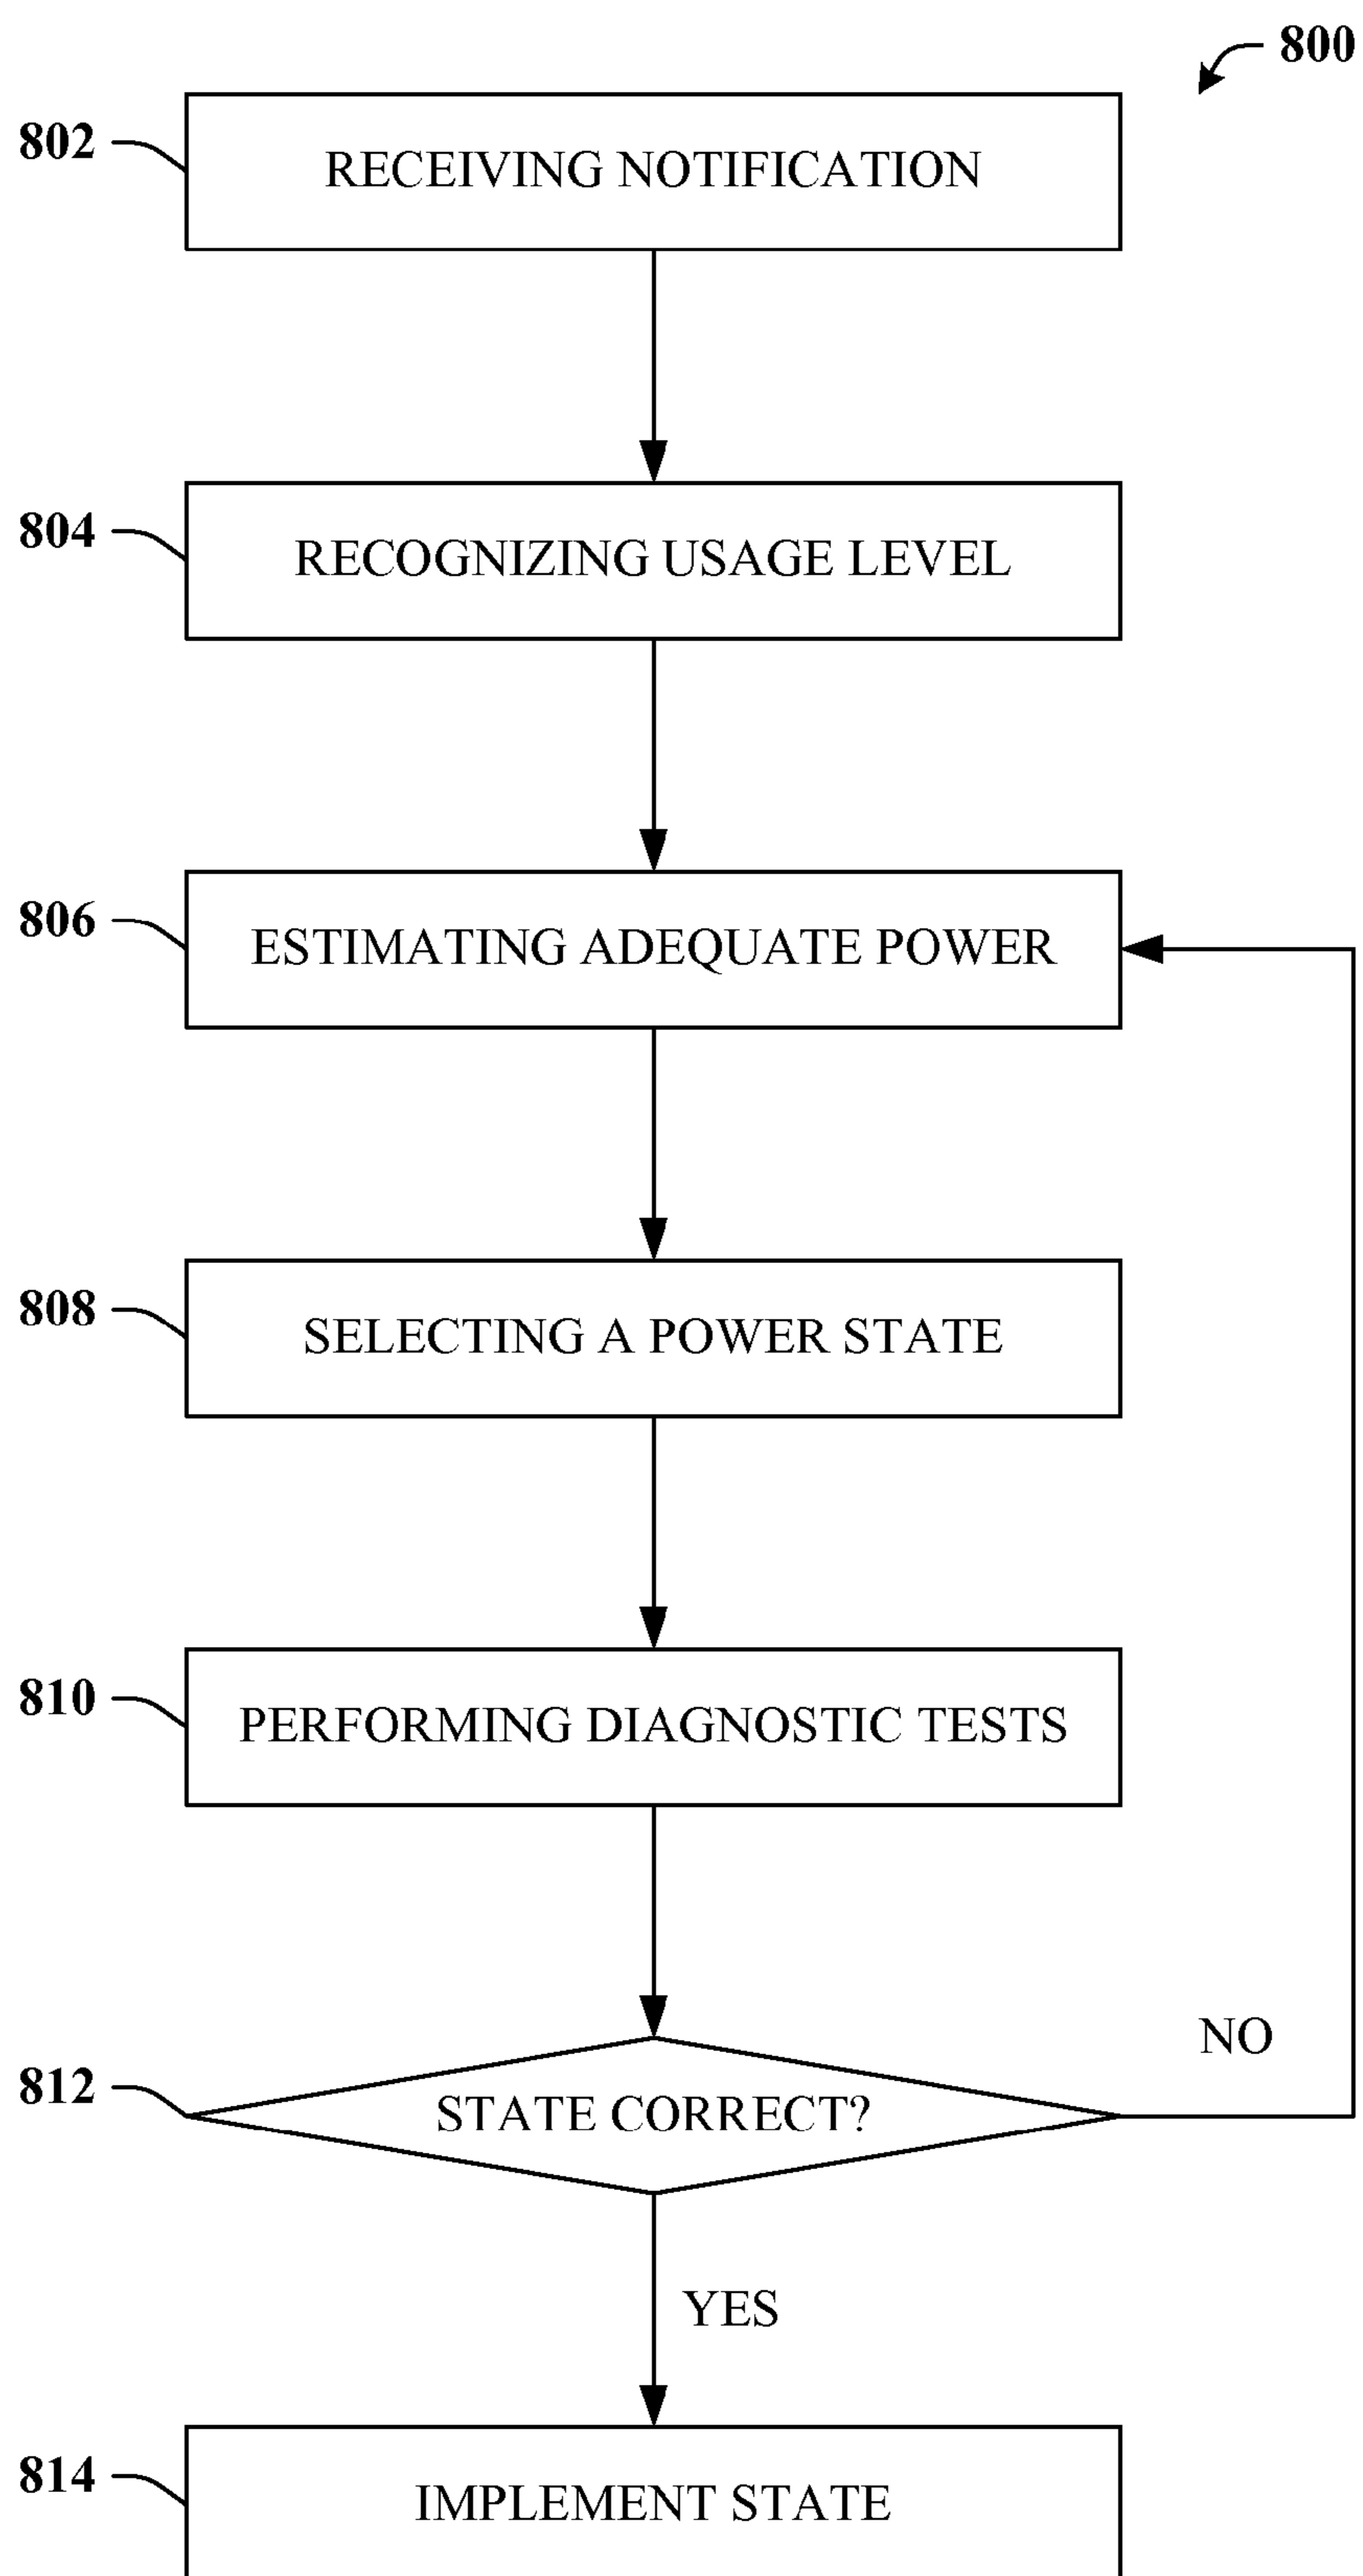 800
802
RECEIVING NOTIFICATION
804
RECOGNIZING USAGE LEVEL
806
ESTIMATING ADEQUATE POWER
808
SELECTING A POWER STATE
810
PERFORMING DIAGNOSTIC TESTS
812
STATE CORRECT?
NO
YES
814
IMPLEMENT STATE